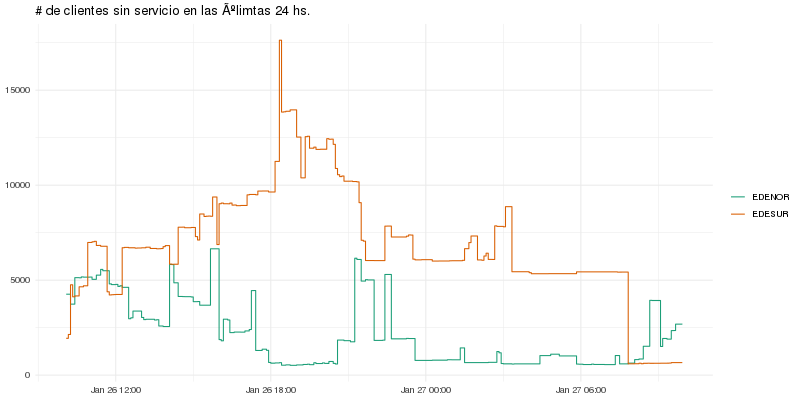 # de clientes sin servicio en las Ãºlimtas 24 hs.
15000
10000
5000
0
Jan 26 12:00
Jan 26 18:00
Jan 27 00:00
Jan 27 06:00
EDENOR
EDESUR